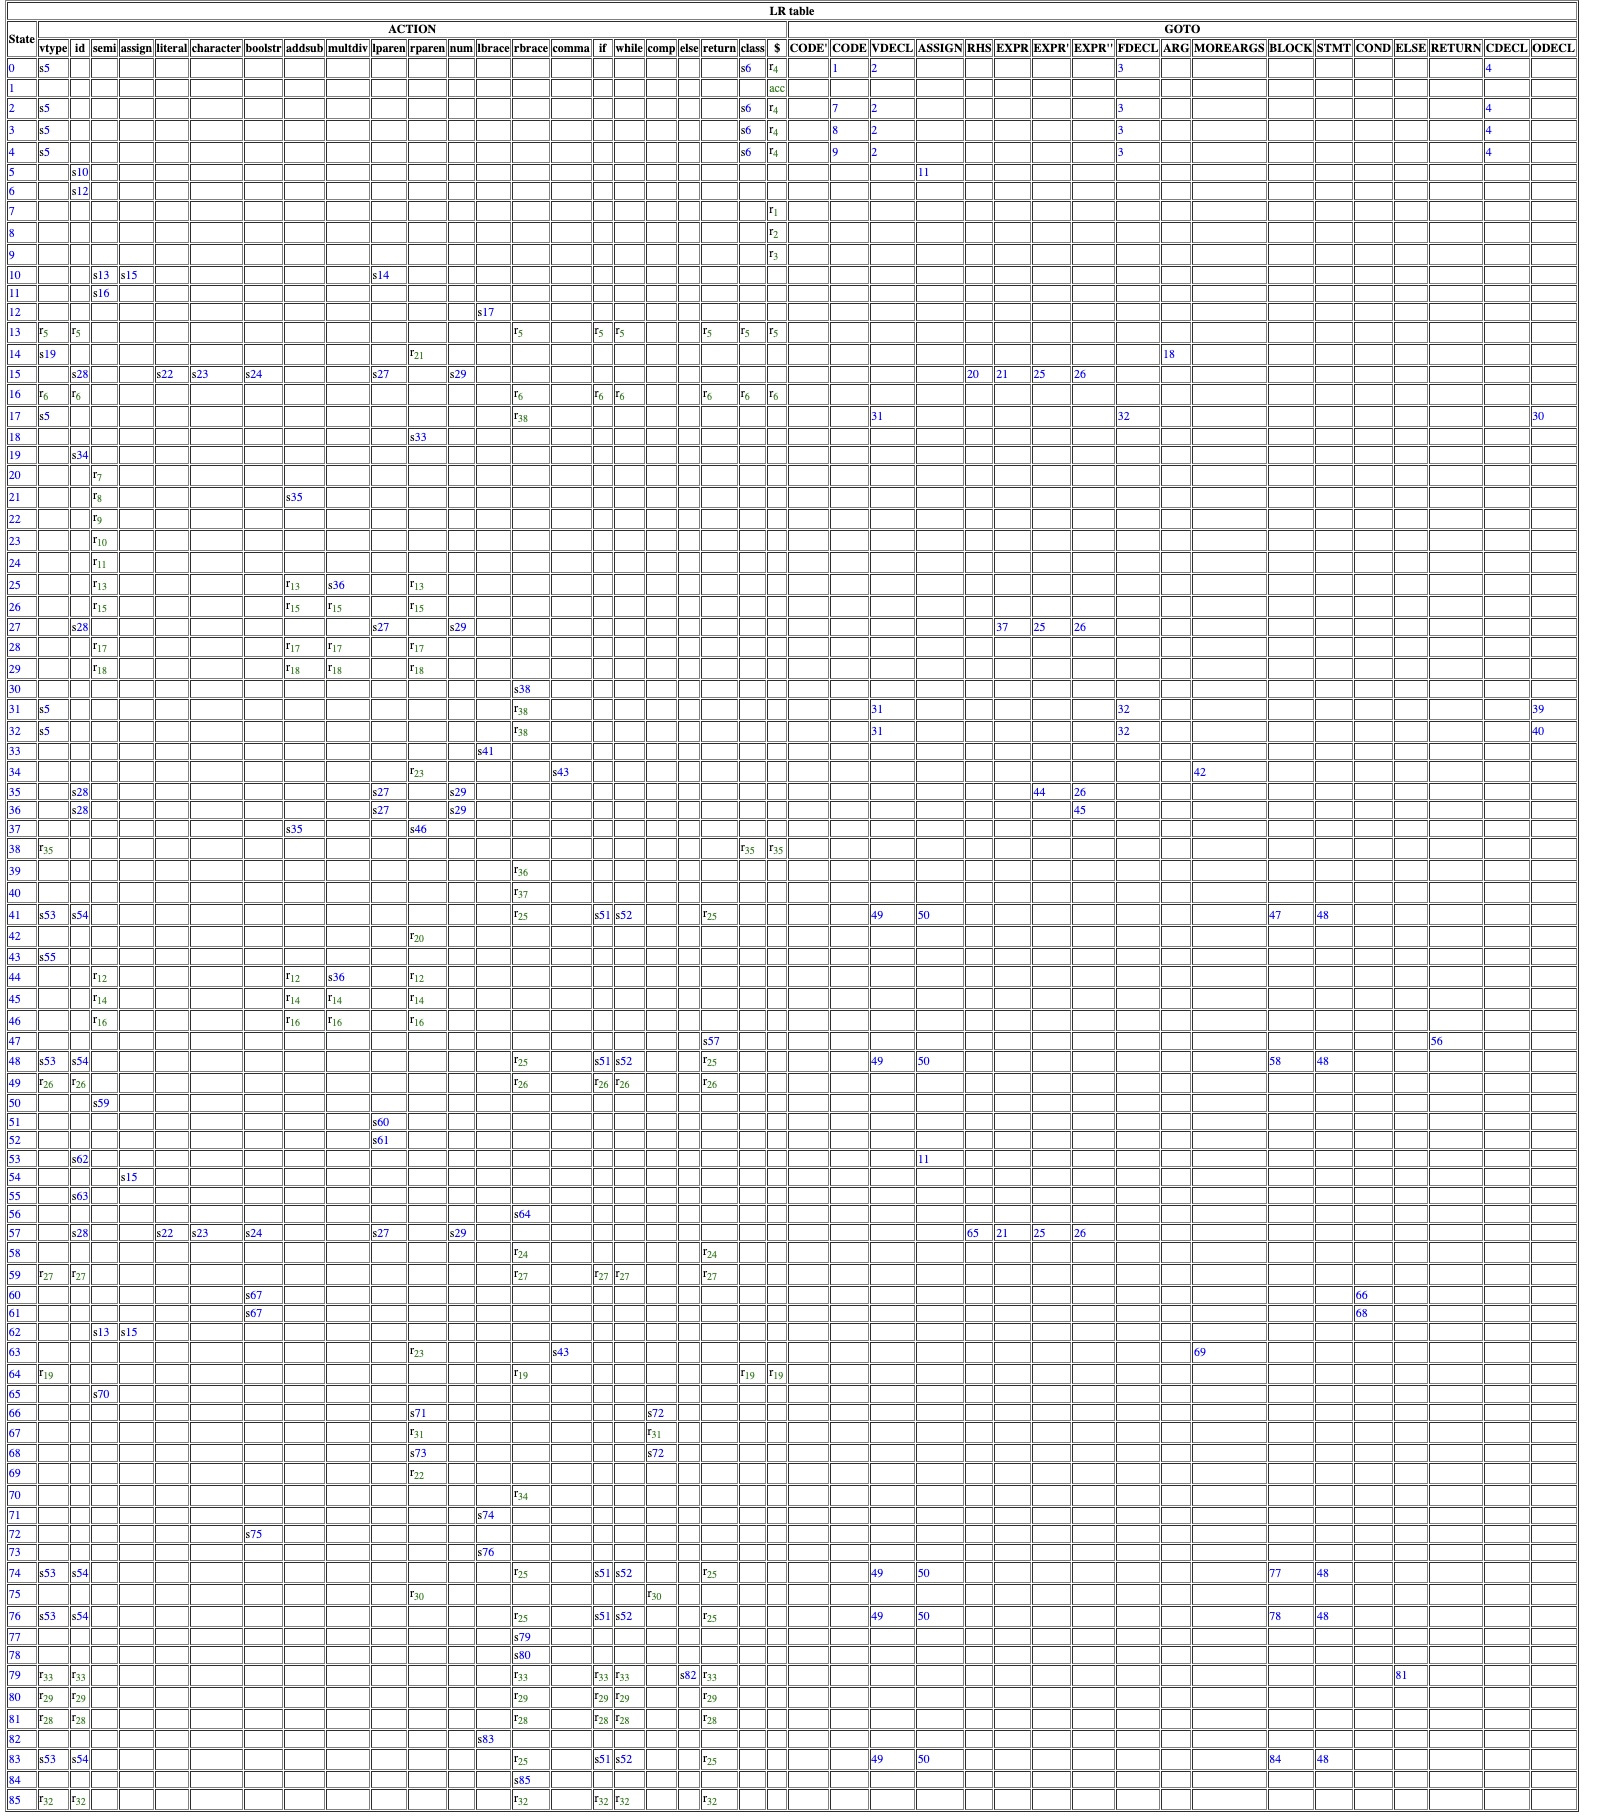 LR table
State ACTION GOTO
vtype id semi assign literal character boolstr addsub multdiv lparen rparen num lbrace rbrace comma if while comp else return class $ CODE' CODE VDECL ASSIGN RHS EXPR EXPR' EXPR'' FDECL ARG MOREARGS BLOCK STMT COND ELSE RETURN CDECL ODECL
0 s5 s6 r4 1 2 3 4
1 acc
2 s5 s6 r4 7 2 3 4
3 s5 s6 r4 8 2 3 4
4 s5 s6 r4 9 2 3 4
5 s10 11
6 s12
7 r1
8 r2
9 r3
10 s13 s15 s14
11 s16
12 s17
13 r5 r5 r5 r5 r5 r5 r5 r5
14 s19 r21 18
15 s28 s22 s23 s24 s27 s29 20 21 25 26
16 r6 r6 r6 r6 r6 r6 r6 r6
17 s5 r38 31 32 30
18 s33
19 s34
20 r7
21 r8 s35
22 r9
23 r10
24 r11
25 r13 r13 s36 r13
26 r15 r15 r15 r15
27 s28 s27 s29 37 25 26
28 r17 r17 r17 r17
29 r18 r18 r18 r18
30 s38
31 s5 r38 31 32 39
32 s5 r38 31 32 40
33 s41
34 r23 s43 42
35 s28 s27 s29 44 26
36 s28 s27 s29 45
37 s35 s46
38 r35 r35 r35
39 r36
40 r37
41 s53 s54 r25 s51 s52 r25 49 50 47 48
42 r20
43 s55
44 r12 r12 s36 r12
45 r14 r14 r14 r14
46 r16 r16 r16 r16
47 s57 56
48 s53 s54 r25 s51 s52 r25 49 50 58 48
49 r26 r26 r26 r26 r26 r26
50 s59
51 s60
52 s61
53 s62 11
54 s15
55 s63
56 s64
57 s28 s22 s23 s24 s27 s29 65 21 25 26
58 r24 r24
59 r27 r27 r27 r27 r27 r27
60 s67 66
61 s67 68
62 s13 s15
63 r23 s43 69
64 r19 r19 r19 r19
65 s70
66 s71 s72
67 r31 r31
68 s73 s72
69 r22
70 r34
71 s74
72 s75
73 s76
74 s53 s54 r25 s51 s52 r25 49 50 77 48
75 r30 r30
76 s53 s54 r25 s51 s52 r25 49 50 78 48
77 s79
78 s80
79 r33 r33 r33 r33 r33 s82 r33 81
80 r29 r29 r29 r29 r29 r29
81 r28 r28 r28 r28 r28 r28
82 s83
83 s53 s54 r25 s51 s52 r25 49 50 84 48
84 s85
85 r32 r32 r32 r32 r32 r32